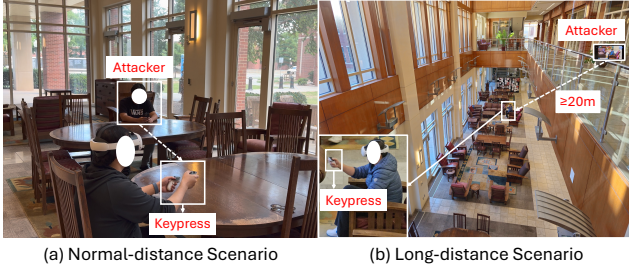 Attacker
Keypress
Attacker
≥20m
Keypress
(a) Normal-distance Scenario
(b) Long-distance Scenario